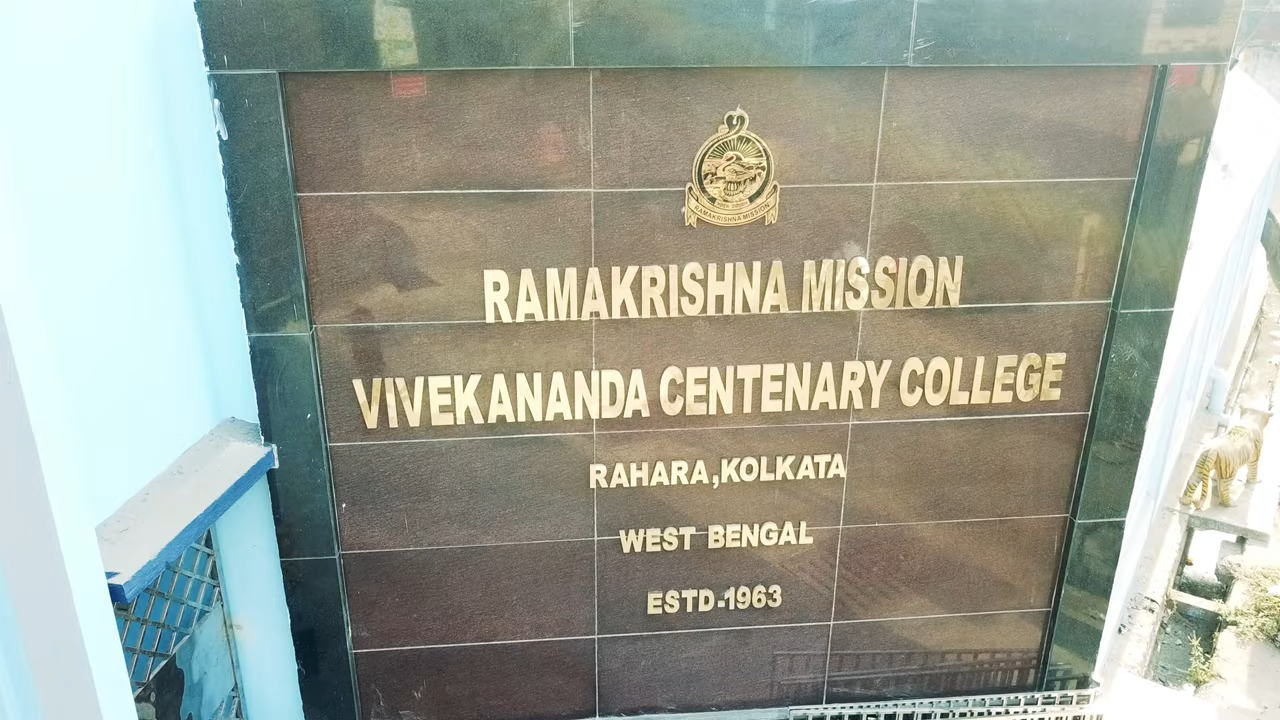 RAMAKRISHNA MISSION
RAMAKRISHNA MISSION
VIVEKANANDA CENTENARY COLLEGE
RAHARA,KOLKATA
WEST BENGAL
ESTD-1963